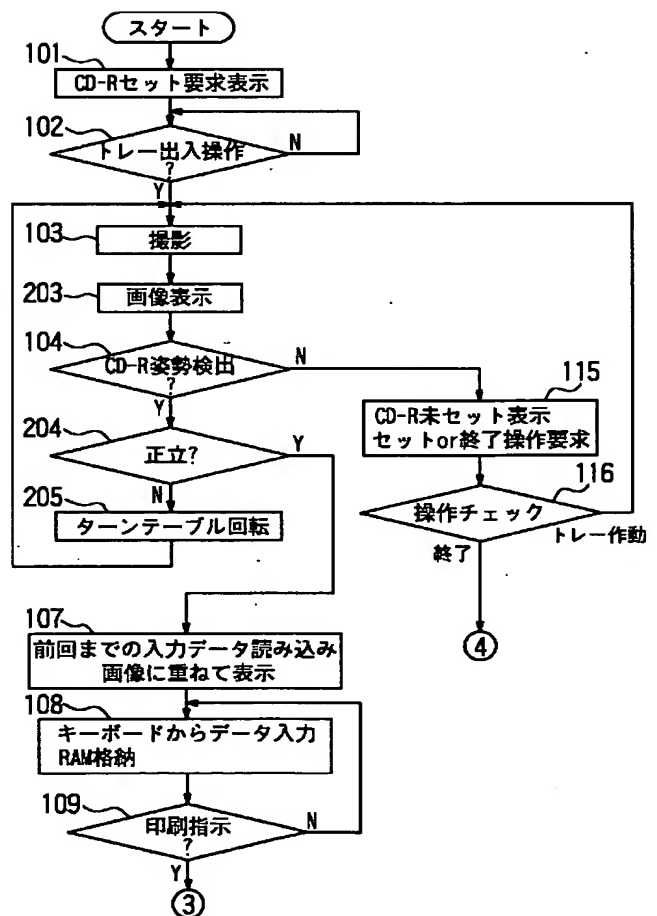 スタート
101
CD-Rセット要求表示
102
トレー出入操作
?
N
Y
103
撮影
203
画像表示
104
CD-R姿勢検出
?
N
Y
115
CD-R未セット表示
セットor終了操作要求
204
正立?
Y
N
116
操作チェック
トレー作動
終了
205
ターンテーブル回転
④
107
前回までの入力データ読み込み
画像に重ねて表示
108
キーボードからデータ入力
RAM格納
109
印刷指示
?
N
Y
③